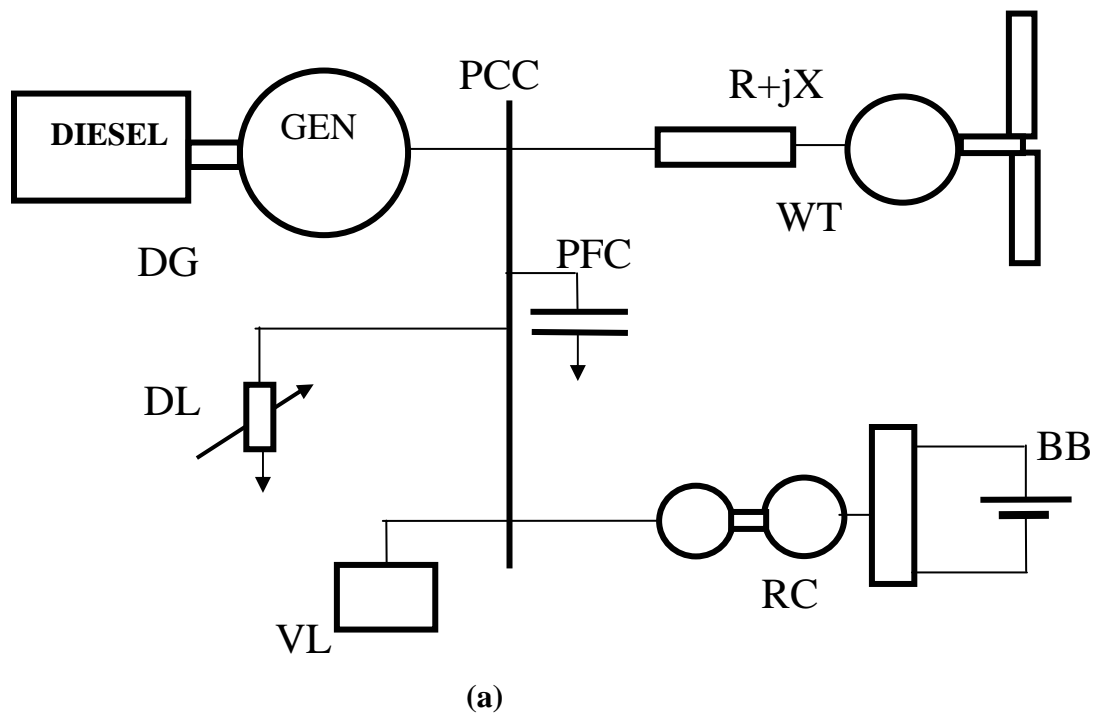 PCC
R+jX
DIESEL
GEN
WT
DG
PFC
DL
BB
RC
VL
(a)